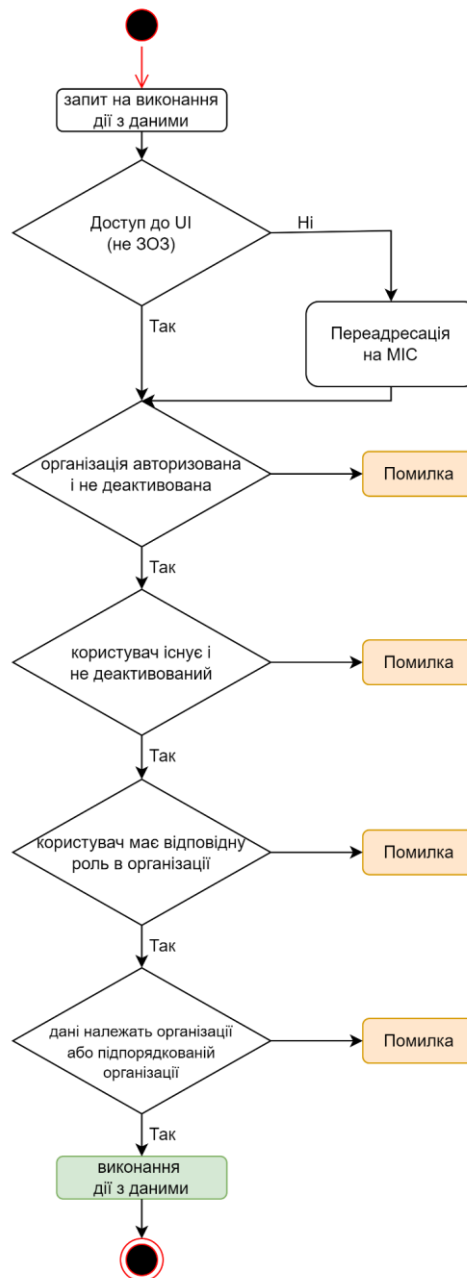 запит на виконання
дії з даними
Доступ до UI
(не ЗОЗ)
Ні
Так
Переадресація
на МІС
організація авторизована
і не деактивована
Помилка
Так
користувач існує і
не деактивований
Помилка
Так
користувач має відповідну
роль в організації
Помилка
Так
дані належать організації
або підпорядкованій
організації
Помилка
Так
виконання
дії з даними